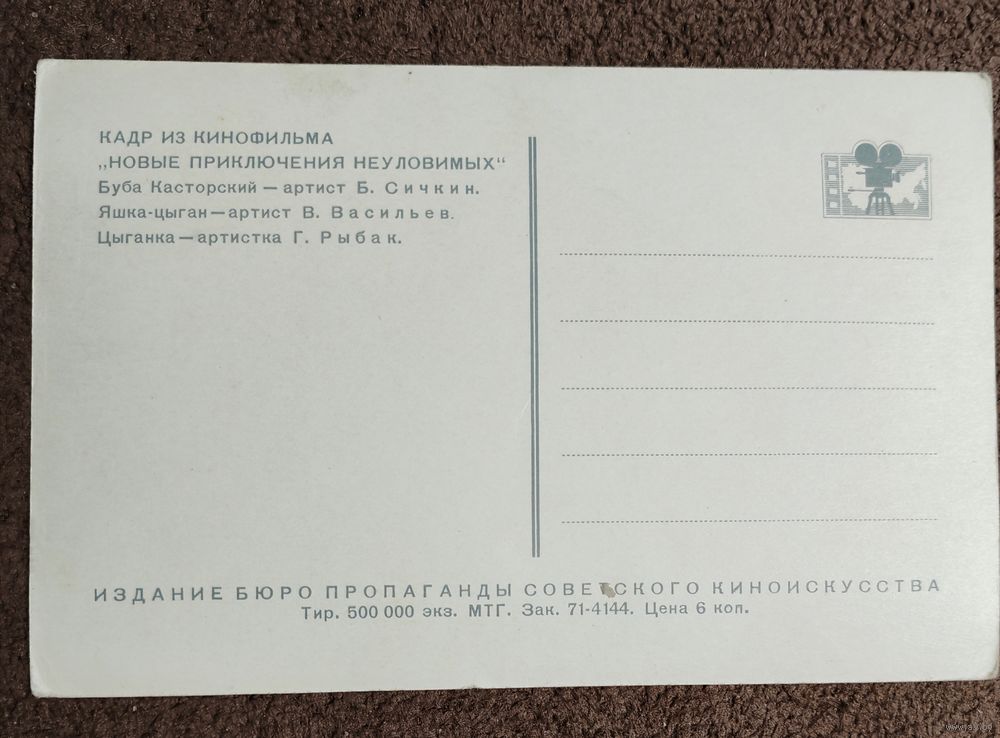 КАДР ИЗ КИНОФИЛЬМА
„НОВЫЕ ПРИКЛЮЧЕНИЯ НЕУЛОВИМЫХ“
Буба Касторский — артист Б. Сичкин.
Яшка-цыган — артист В. Васильев.
Цыганка — артистка Г. Рыбак.
ИЗДАНИЕ БЮРО ПРОПАГАНДЫ СОВЕТСКОГО КИНОИСКУССТВА
Тир. 500 000 экз. МТГ. Зак. 71-4144. Цена 6 коп.